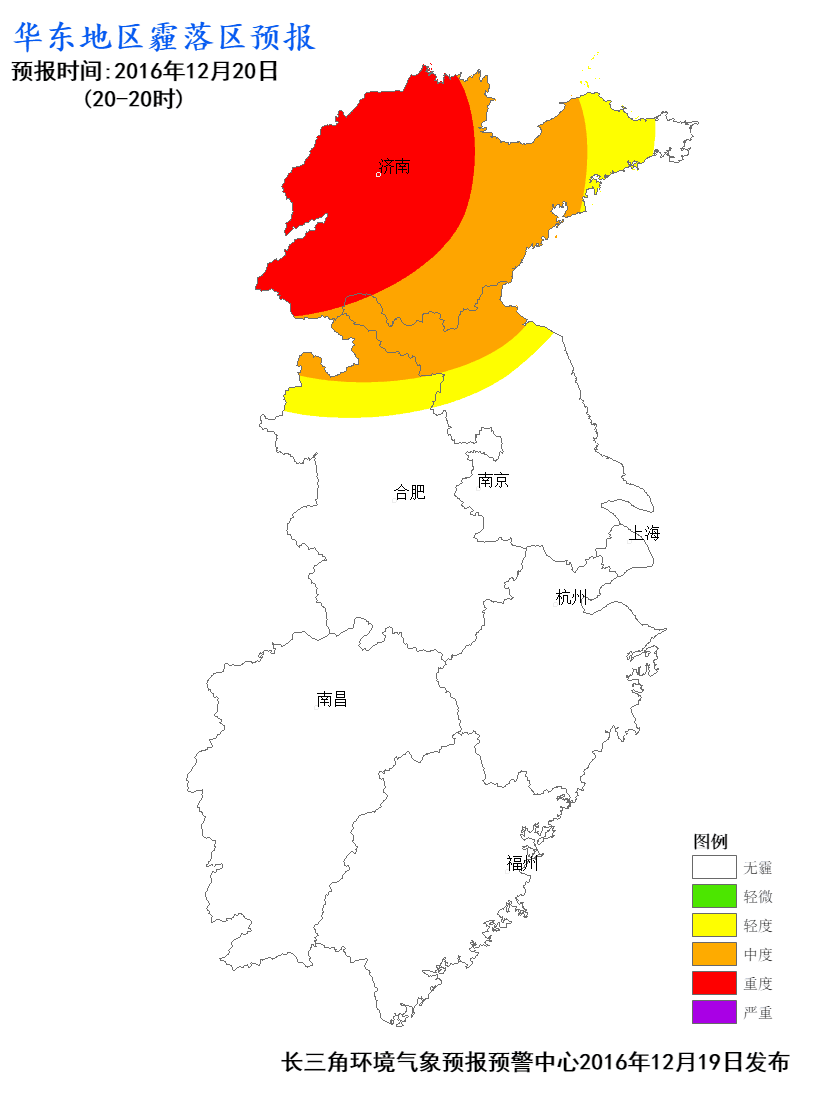 华东地区霾落区预报
预报时间:2016年12月20日
(20-20时)
济南
合肥
南京
上海
杭州
南昌
福州
图例
无霾
轻微
轻度
中度
重度
严重
长三角环境气象预报预警中心2016年12月19日发布